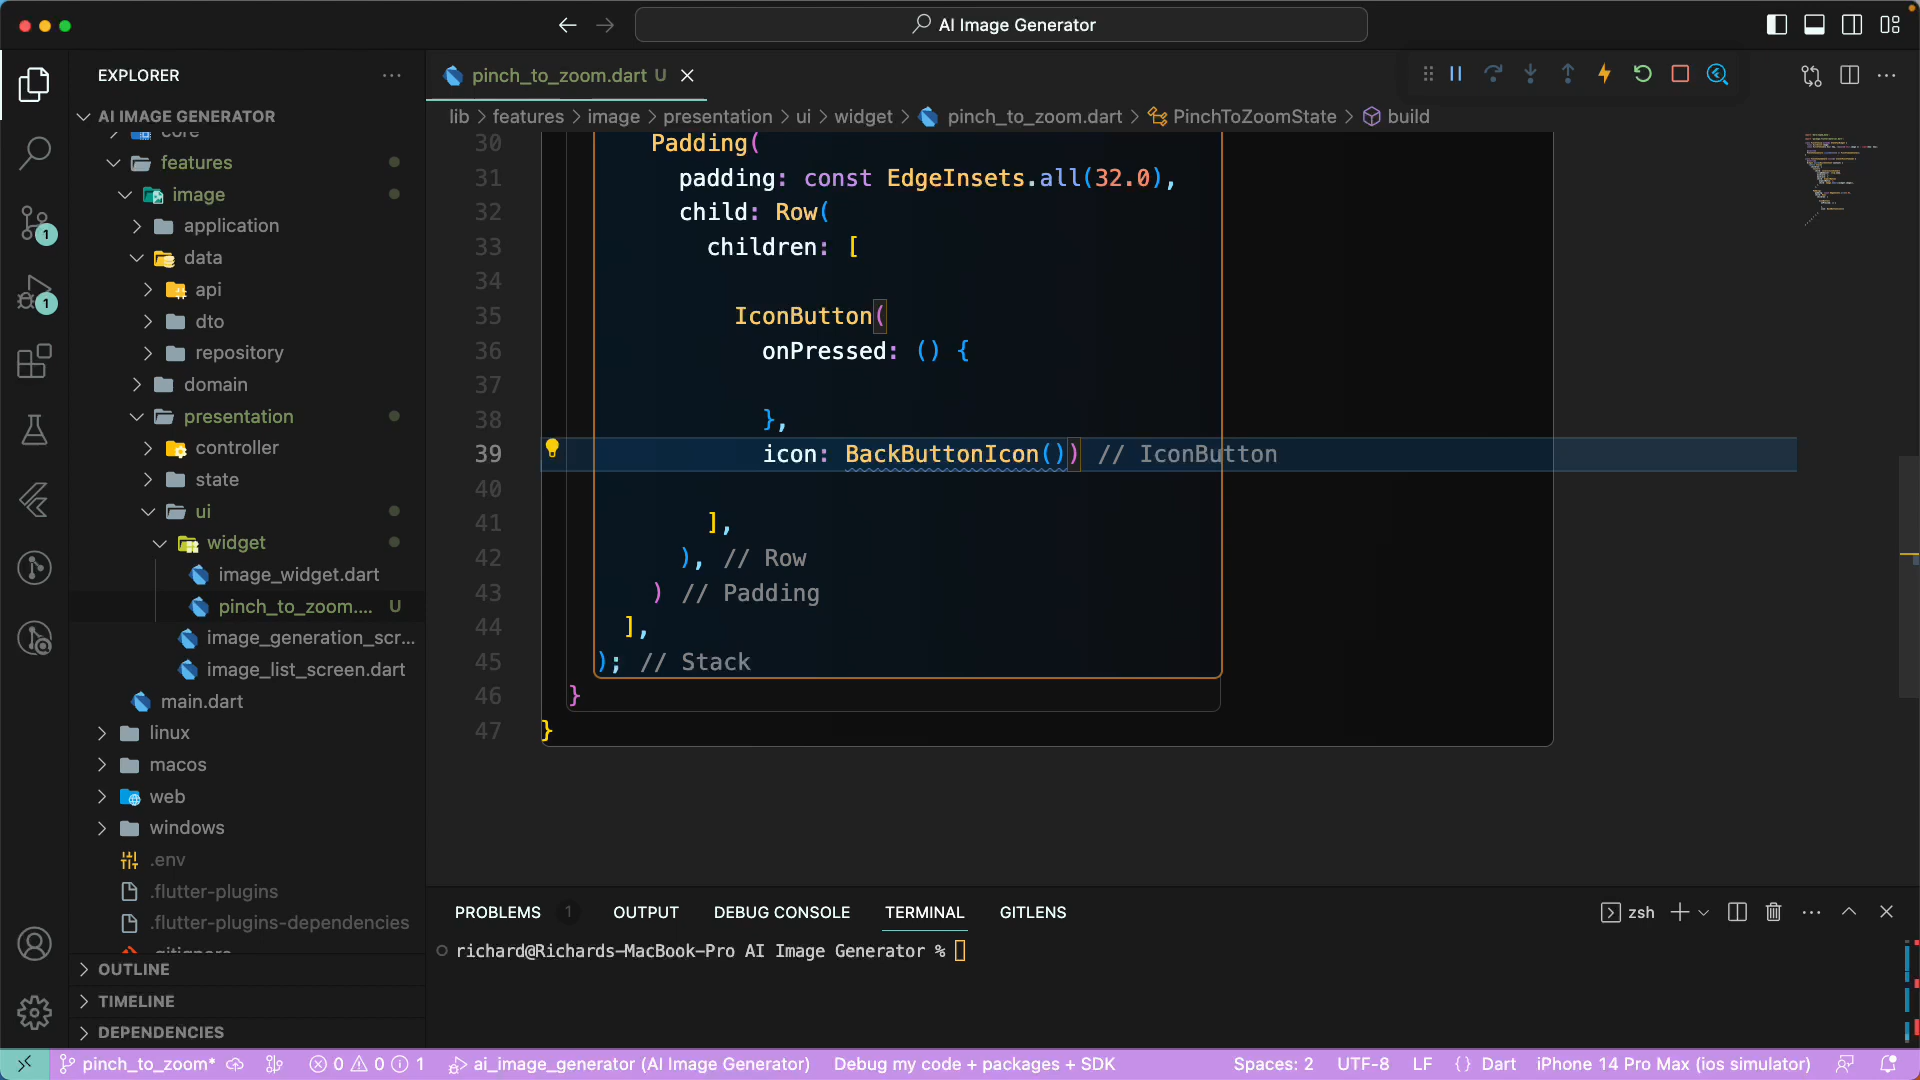 AI Image Generator
EXPLORER
pinch_to_zoom.dart U
AI IMAGE GENERATOR
lib > features > image > presentation > ui > widget > pinch_to_zoom.dart > PinchToZoomState > build
core
features
image
application
data
api
dto
repository
domain
presentation
controller
state
ui
widget
image_widget.dart
pinch_to_zoom.... U
image_generation_scr...
image_list_screen.dart
main.dart
linux
macos
web
windows
.env
.flutter-plugins
.flutter-plugins-dependencies
.gitignore
OUTLINE
TIMELINE
DEPENDENCIES
1
1
30 Padding(
31 padding: const EdgeInsets.all(32.0),
32 child: Row(
33 children: [
34
35 IconButton(
36 onPressed: () {
37
38 },
39 icon: BackButtonIcon()) // IconButton
40
41 ],
42 ), // Row
43 ) // Padding
44 ],
45 ); // Stack
46 }
47 }
PROBLEMS 1 OUTPUT DEBUG CONSOLE TERMINAL GITLENS zsh
richard@Richards-MacBook-Pro AI Image Generator %
pinch_to_zoom* 0 0 1 ai_image_generator (AI Image Generator) Debug my code + packages + SDK Spaces: 2 UTF-8 LF {} Dart iPhone 14 Pro Max (ios simulator)